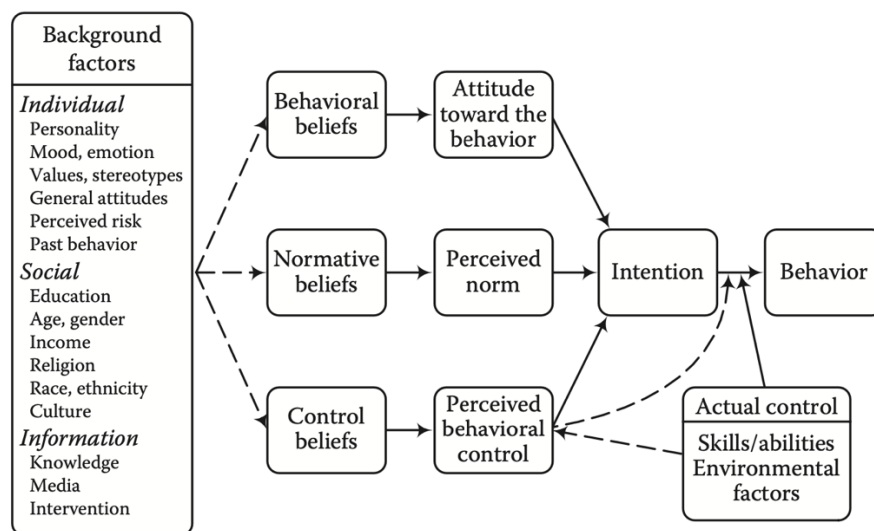 Background
factors
Individual
Personality
Mood, emotion
Values, stereotypes
General attitudes
Perceived risk
Past behavior
Social
Education
Age, gender
Income
Religion
Race, ethnicity
Culture
Information
Knowledge
Media
Intervention
Behavioral
beliefs
Attitude
toward the
behavior
Normative
beliefs
Perceived
norm
Intention
Behavior
Control
beliefs
Perceived
behavioral
control
Actual control
Skills/abilities
Environmental
factors